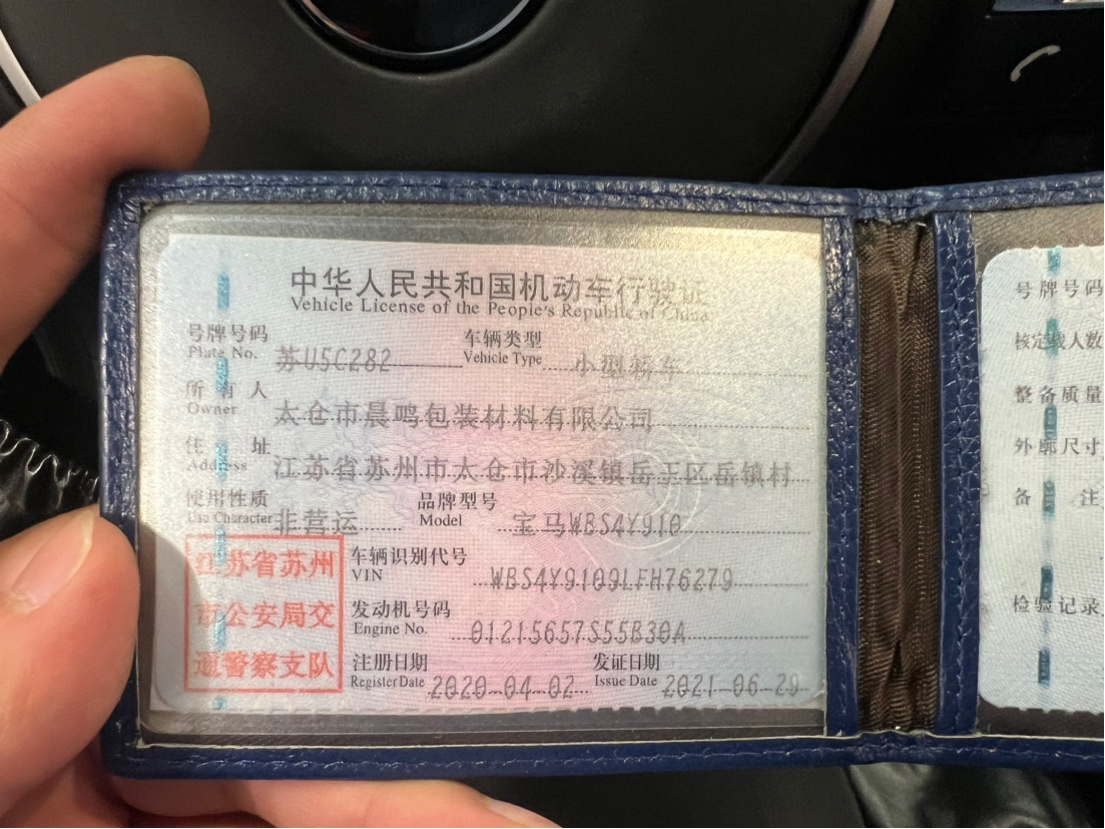 中华人民共和国机动车行驶证
Vehicle License of the People's Republic of China
号牌号码 苏U5C282 车辆类型 小型轿车
Plate No. Vehicle Type
所有人 太仓市晨鸣包装材料有限公司
Owner
住址 江苏省苏州市太仓市沙溪镇岳王区岳镇村
Address
使用性质 非营运 品牌型号 宝马WBS4Y910
Use Character Model
江苏省苏州
市公安局交
通警察支队
车辆识别代号
VIN WBS4Y9109LFH76279
发动机号码
Engine No. 01215657S55B30A
注册日期 2020-04-02 发证日期 2021-06-29
Register Date Issue Date
号牌号码
核定载人数
整备质量
外廓尺寸
备注
检验记录